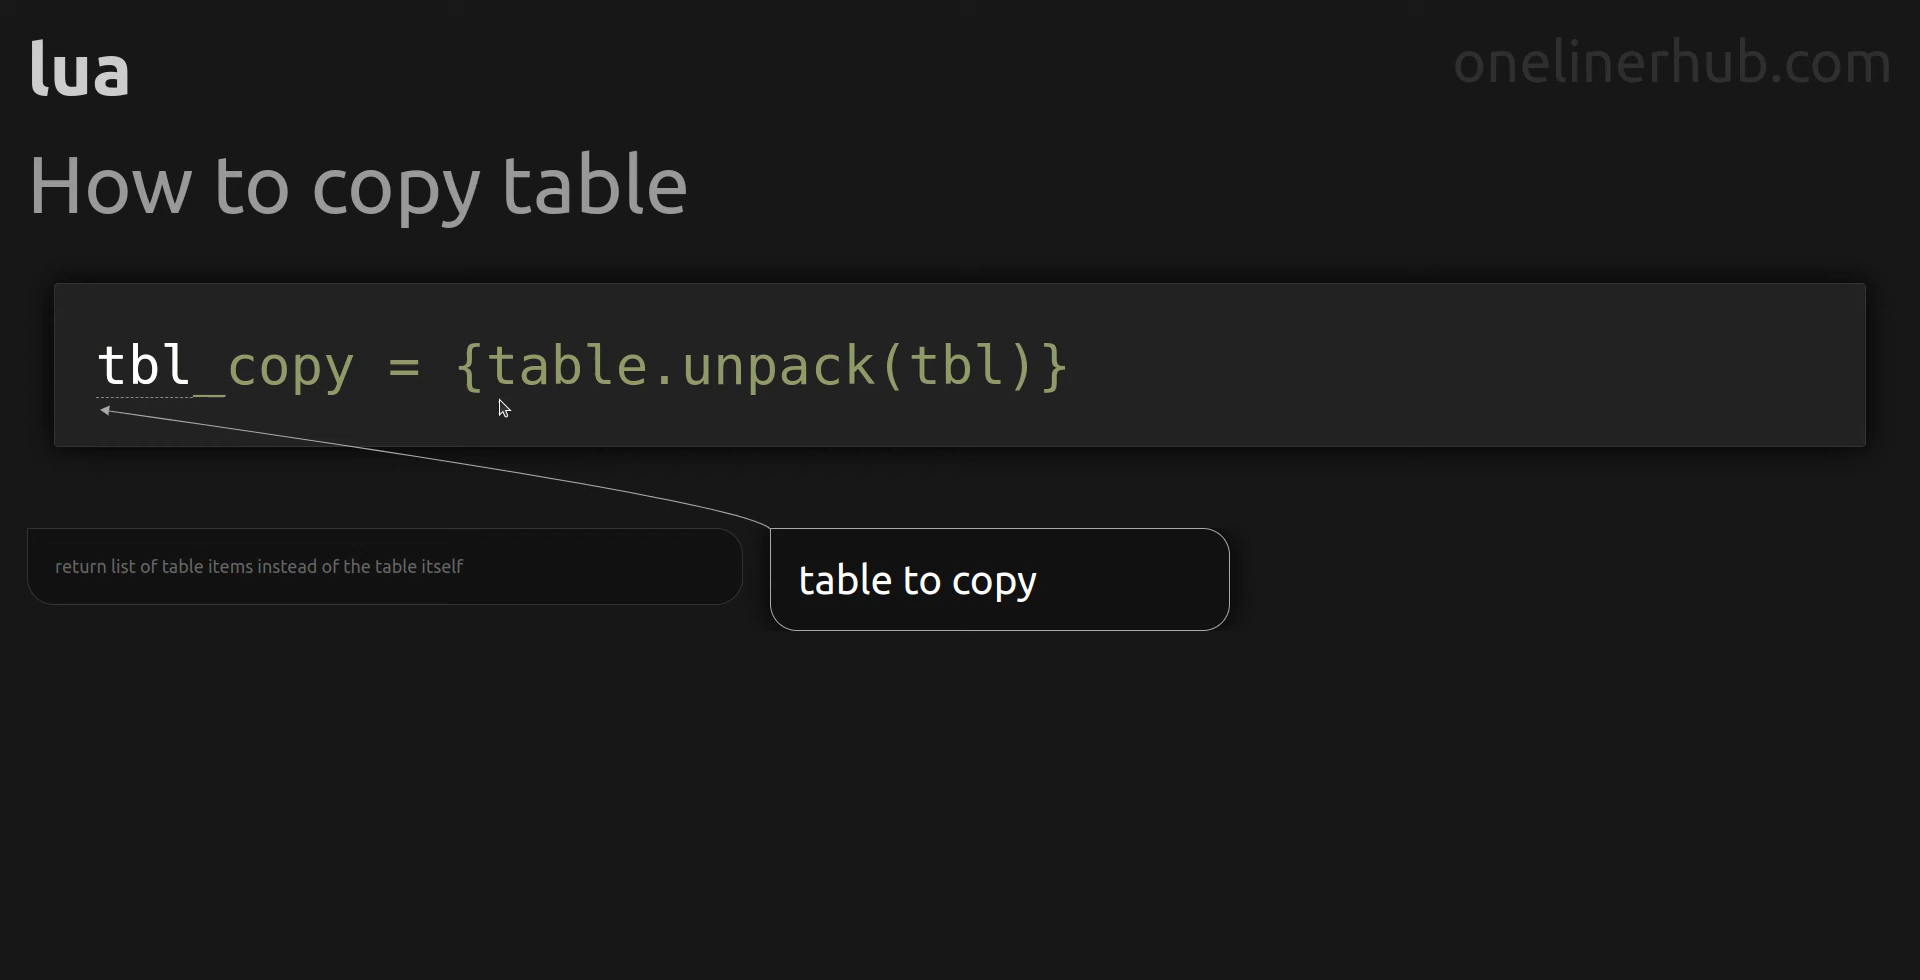 lua
onelinerhub.com
How to copy table
tbl_copy = {table.unpack(tbl)}
return list of table items instead of the table itself
table to copy